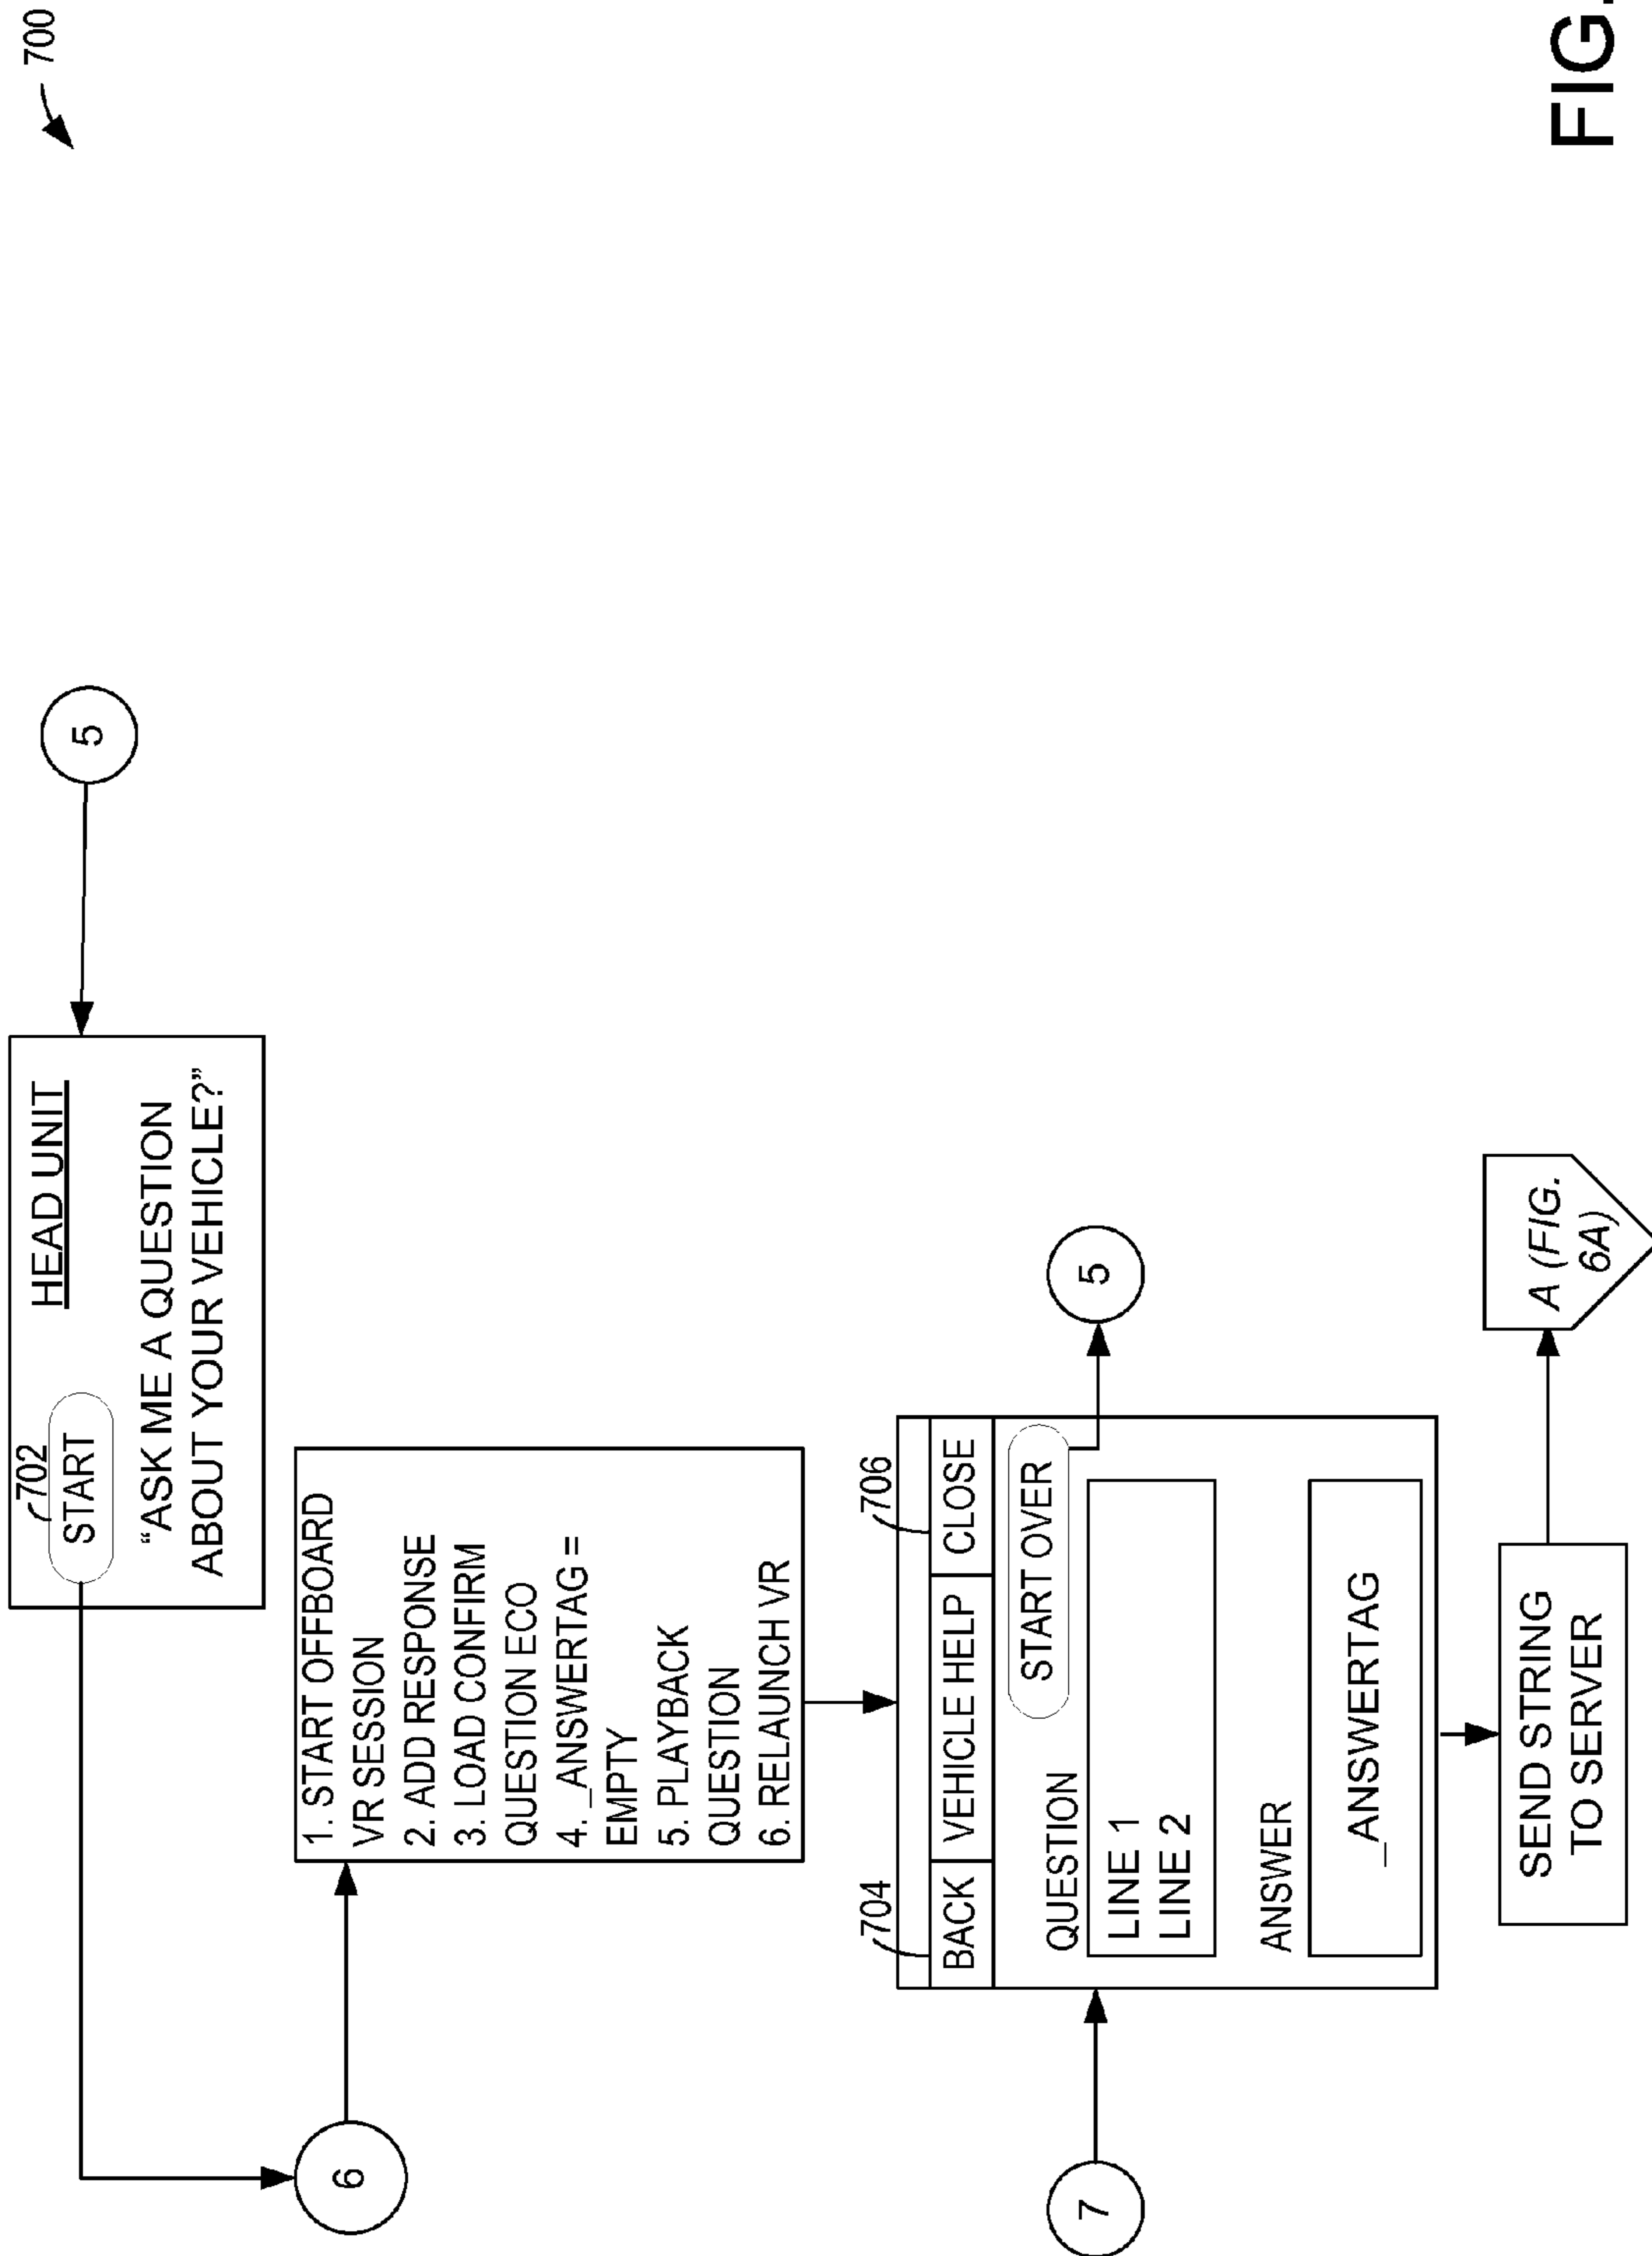 700
HEAD UNIT
702
START
“ASK ME A QUESTION
ABOUT YOUR VEHICLE?”
5
6
1. START OFFBOARD
VR SESSION
2. ADD RESPONSE
3. LOAD CONFIRM
QUESTION ECO
4. _ANSWERTAG =
EMPTY
5. PLAYBACK
QUESTION
6. RELAUNCH VR
704
706
BACK
VEHICLE HELP
CLOSE
START OVER
QUESTION
LINE 1
LINE 2
ANSWER
_ANSWERTAG
7
5
SEND STRING
TO SERVER
A (FIG.
6A)
FIG.